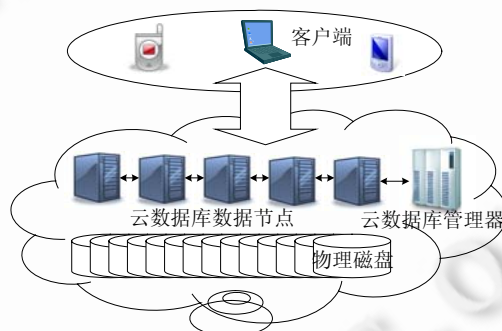 客户端
云数据库数据节点
云数据库管理器
物理磁盘